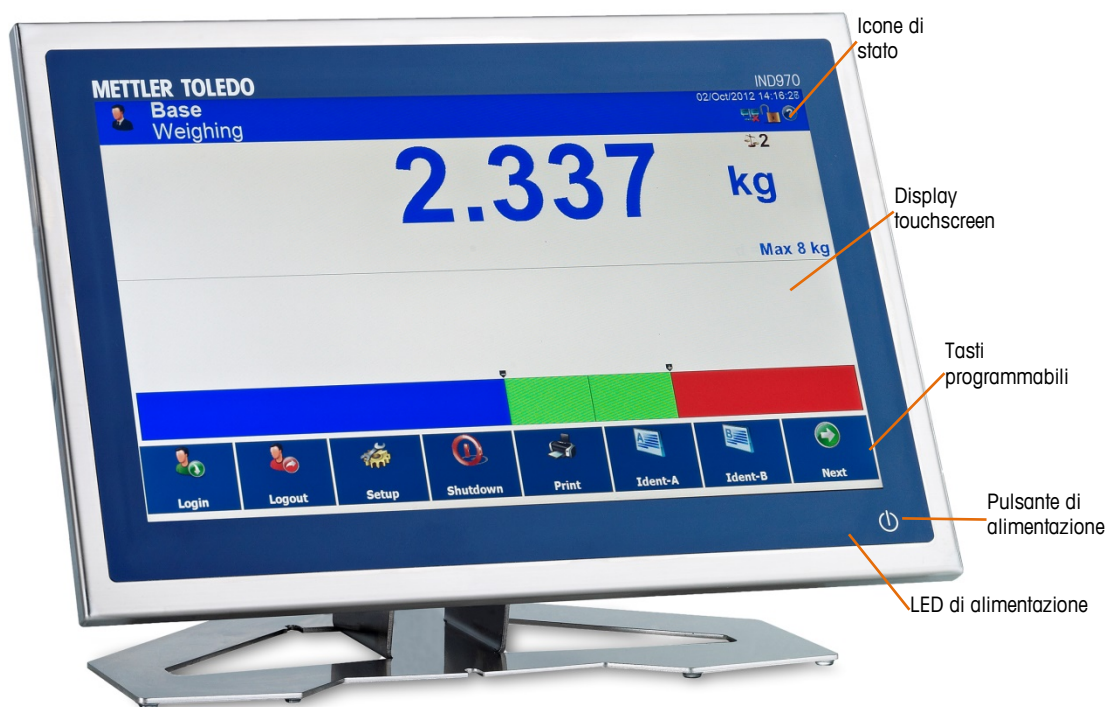 Icone di
stato
METTLER TOLEDO
IND970
02/Oct/2012 14:16:28
Base
Weighing
2
2.337 kg
Max 8 kg
Display
touchscreen
Tasti
programmabili
Login
Logout
Setup
Shutdown
Print
Ident-A
Ident-B
Next
Pulsante di
alimentazione
LED di alimentazione